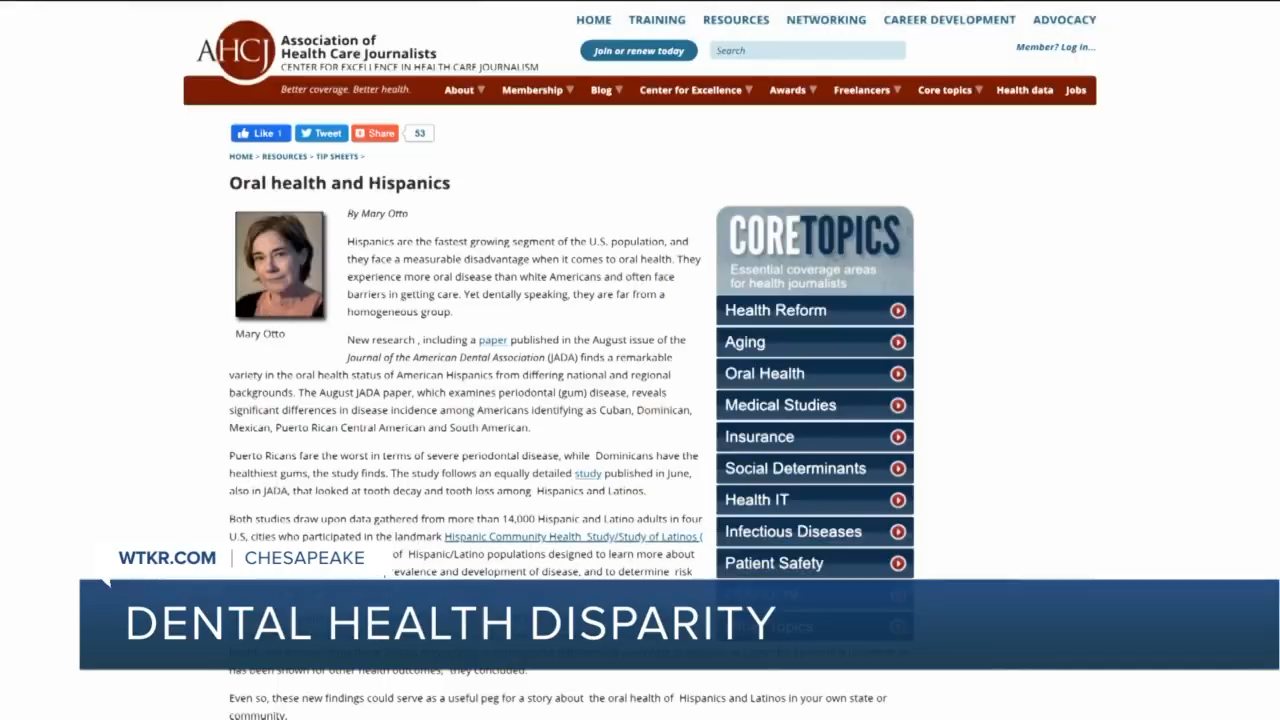 HOME TRAINING RESOURCES NETWORKING CAREER DEVELOPMENT ADVOCACY
AHCJ
Association of
Health Care Journalists
CENTER FOR EXCELLENCE IN HEALTH CARE JOURNALISM
Join or renew today
Search
Member? Log in...
Better coverage. Better health.
About Membership Blog Center for Excellence Awards Freelancers Core topics Health data Jobs
Like 1 Tweet Share 53
HOME > RESOURCES > TIP SHEETS >
Oral health and Hispanics
By Mary Otto
Mary Otto
Hispanics are the fastest growing segment of the U.S. population, and
they face a measurable disadvantage when it comes to oral health. They
experience more oral disease than white Americans and often face
barriers in getting care. Yet dentally speaking, they are far from a
homogeneous group.
New research , including a paper published in the August issue of the
Journal of the American Dental Association (JADA) finds a remarkable
variety in the oral health status of American Hispanics from differing national and regional
backgrounds. The August JADA paper, which examines periodontal (gum) disease, reveals
significant differences in disease incidence among Americans identifying as Cuban, Dominican,
Mexican, Puerto Rican Central American and South American.
Puerto Ricans fare the worst in terms of severe periodontal disease, while Dominicans have the
healthiest gums, the study finds. The study follows an equally detailed study published in June,
also in JADA, that looked at tooth decay and tooth loss among Hispanics and Latinos.
Both studies draw upon data gathered from more than 14,000 Hispanic and Latino adults in four
U.S, cities who participated in the landmark Hispanic Community Health Study/Study of Latinos (
of Hispanic/Latino populations designed to learn more about
evalence and development of disease, and to determine risk
CORETOPICS
Essential coverage areas
for health journalists
Health Reform
Aging
Oral Health
Medical Studies
Insurance
Social Determinants
Health IT
Infectious Diseases
Patient Safety
WTKR.COM | CHESAPEAKE
DENTAL HEALTH DISPARITY
has been shown for other health outcomes," they concluded.
Even so, these new findings could serve as a useful peg for a story about the oral health of Hispanics and Latinos in your own state or
community.